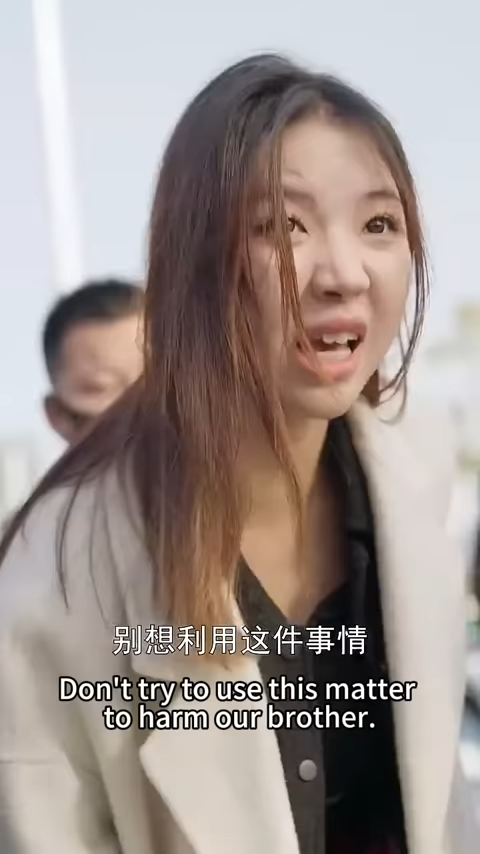 别想利用这件事情
Don't try to use this matter
to harm our brother.